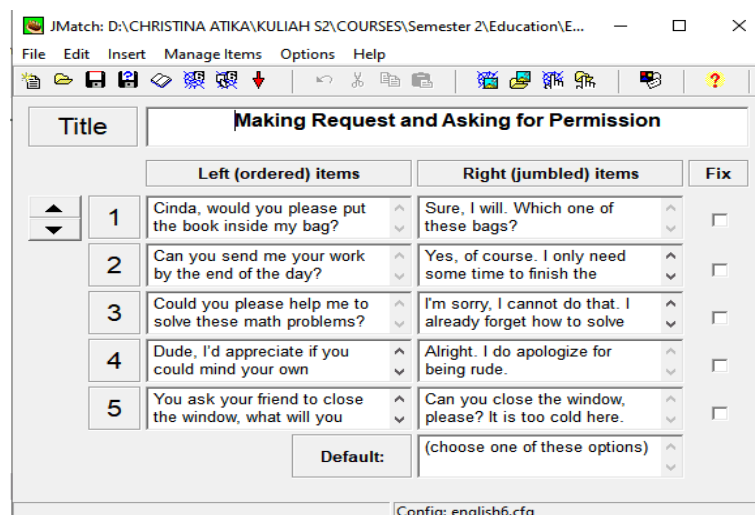 JMatch: D:\CHRISTINA ATIKA\KULIAH S2\COURSES\Semester 2\Education\E...
File Edit Insert Manage Items Options Help
Title
Making Request and Asking for Permission
Left (ordered) items
Right (jumbled) items
Fix
1
Cinda, would you please put
the book inside my bag?
Sure, I will. Which one of
these bags?
2
Can you send me your work
by the end of the day?
Yes, of course. I only need
some time to finish the
3
Could you please help me to
solve these math problems?
I'm sorry, I cannot do that. I
already forget how to solve
4
Dude, I'd appreciate if you
could mind your own
Alright. I do apologize for
being rude.
5
You ask your friend to close
the window, what will you
Can you close the window,
please? It is too cold here.
Default:
(choose one of these options)
Config: english6.cfg